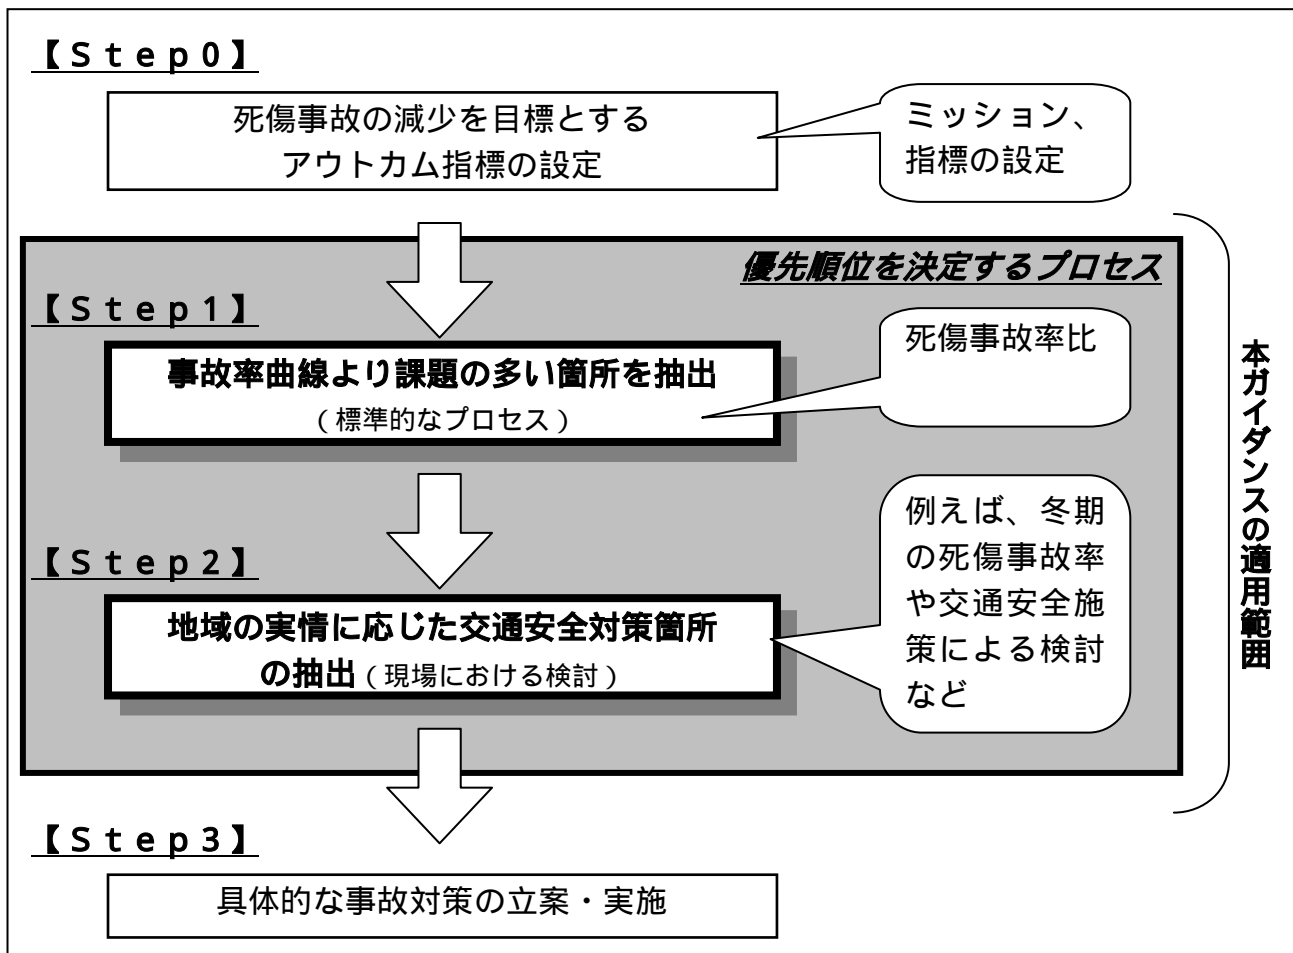 【Ｓｔｅｐ０】
死傷事故の減少を目標とする
アウトカム指標の設定
ミッション、
指標の設定
優先順位を決定するプロセス
【Ｓｔｅｐ１】
事故率曲線より課題の多い箇所を抽出
（標準的なプロセス）
死傷事故率比
【Ｓｔｅｐ２】
地域の実情に応じた交通安全対策箇所
の抽出（現場における検討）
例えば、冬期
の死傷事故率
や交通安全施
策による検討
など
本ガイダンスの適用範囲
【Ｓｔｅｐ３】
具体的な事故対策の立案・実施